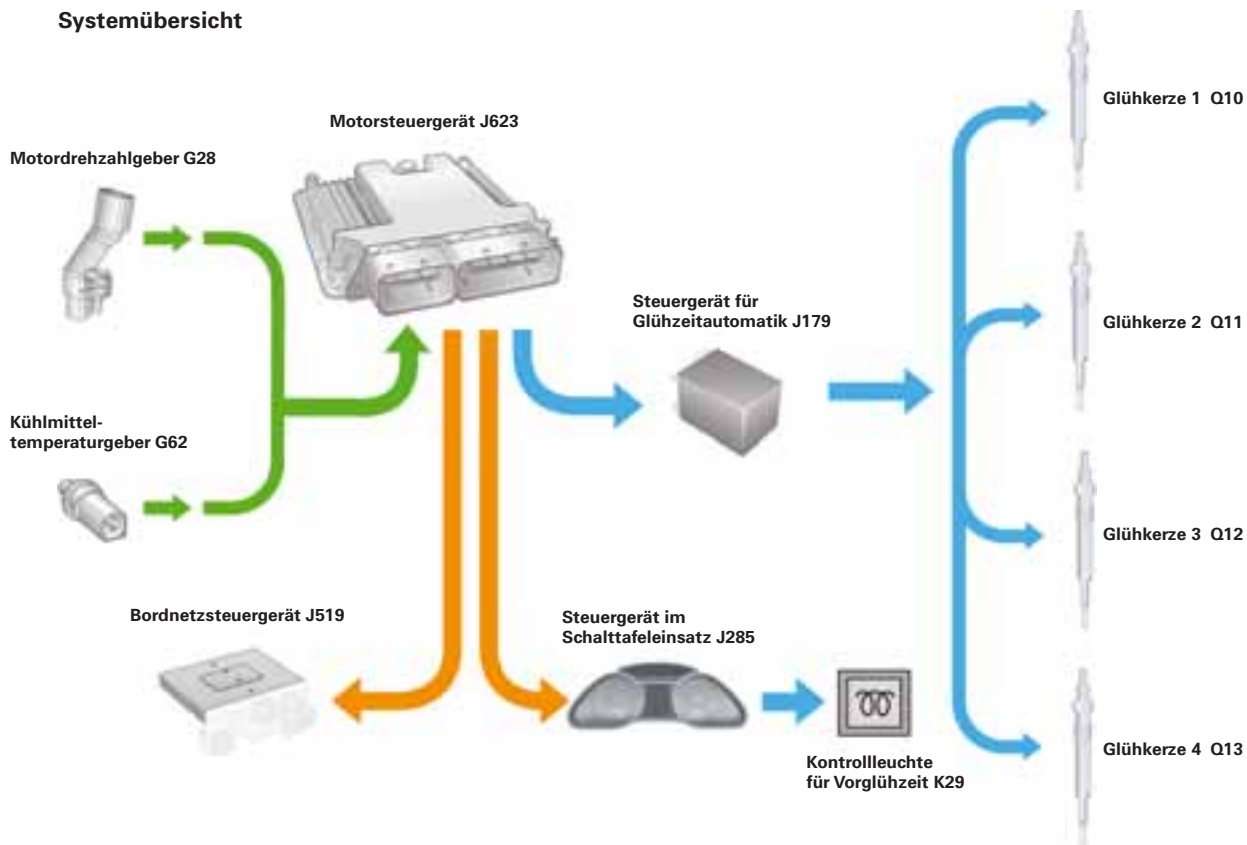 Systemübersicht
Motorsteuergerät J623
Motordrehzahlgeber G28
Kühlmittel-
temperaturgeber G62
Steuergerät für
Glühzeitautomatik J179
Glühkerze 1 Q10
Glühkerze 2 Q11
Glühkerze 3 Q12
Glühkerze 4 Q13
Bordnetzsteuergerät J519
Steuergerät im
Schalttafeleinsatz J285
Kontrollleuchte
für Vorglühzeit K29